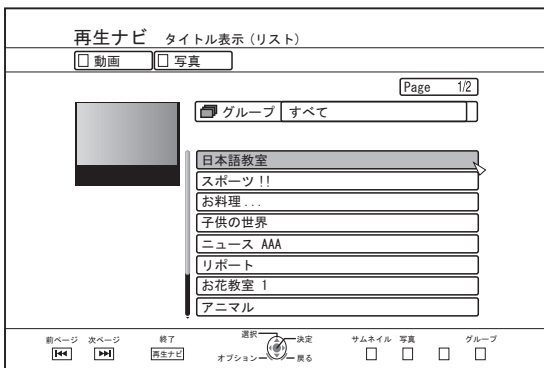 再生ナビ タイトル表示（リスト）
動画 写真
Page 1/2
グループ すべて
日本語教室
スポーツ !!
お料理...
子供の世界
ニュース AAA
リポート
お花教室 1
アニマル
前ページ 次ページ 終了 選択 決定 サムネイル 写真 グループ
再生ナビ オプション 戻る